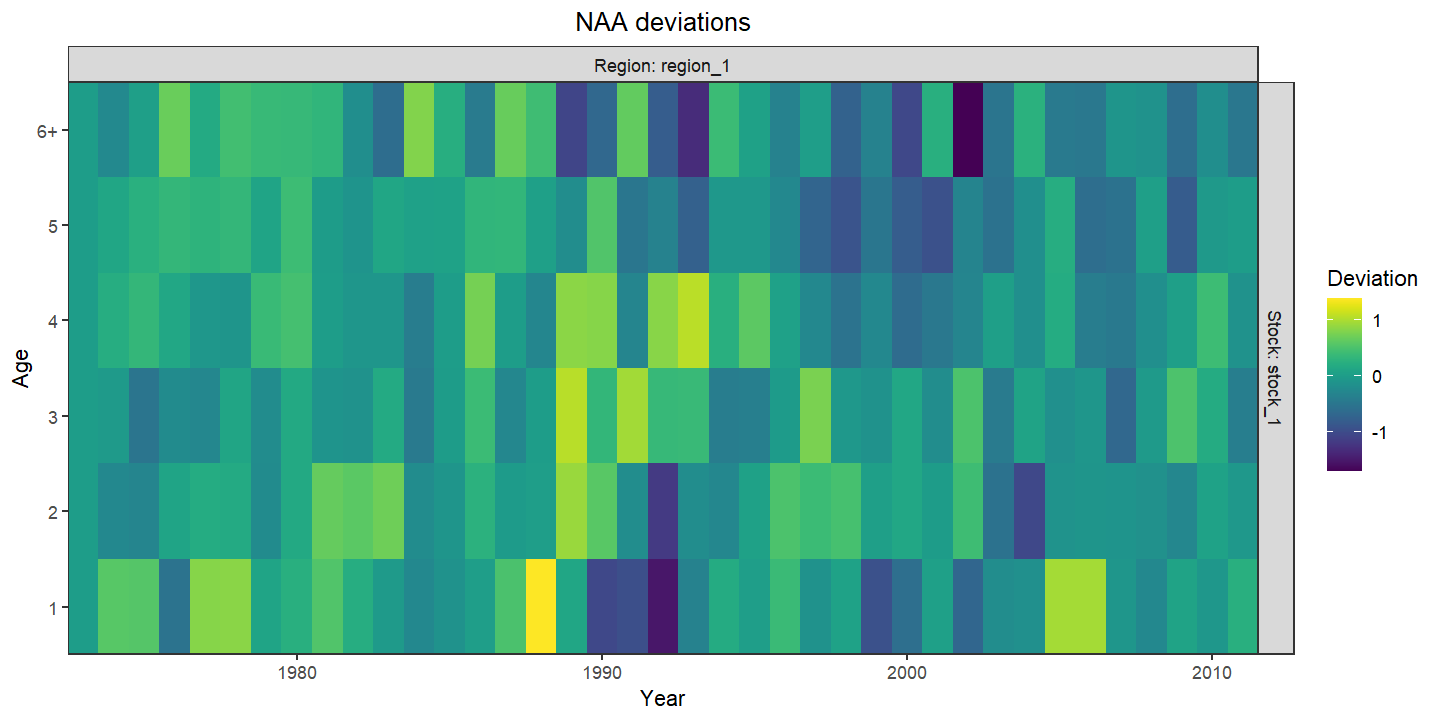 NAA deviations
Region: region_1
Stock: stock_1
Age
6+
5
4
3
2
1
1980
1990
2000
2010
Year
Deviation
1
0
-1